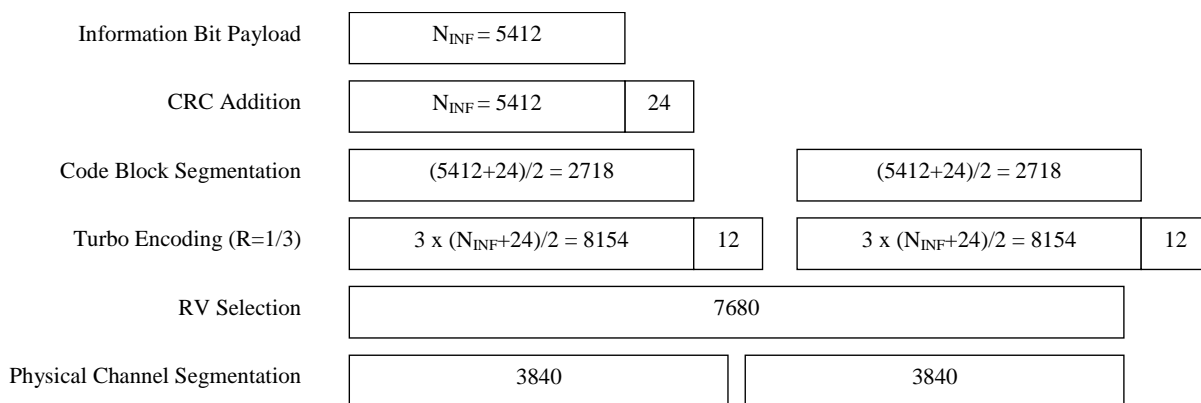 Information Bit Payload N_INF = 5412
CRC Addition N_INF = 5412 24
Code Block Segmentation (5412+24)/2 = 2718 (5412+24)/2 = 2718
Turbo Encoding (R=1/3) 3 x (N_INF+24)/2 = 8154 12 3 x (N_INF+24)/2 = 8154 12
RV Selection 7680
Physical Channel Segmentation 3840 3840